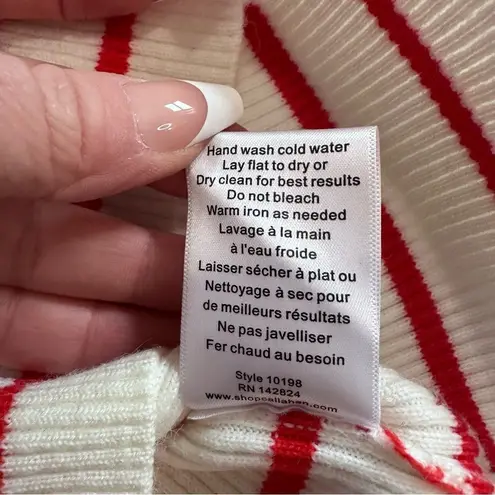 Hand wash cold water
Lay flat to dry or
Dry clean for best results
Do not bleach
Warm iron as needed
Lavage à la main
à l'eau froide
Laisser sécher à plat ou
Nettoyage à sec pour
de meilleurs résultats
Ne pas javelliser
Fer chaud au besoin
Style 10198
RN 142824
www.shopcallahan.com